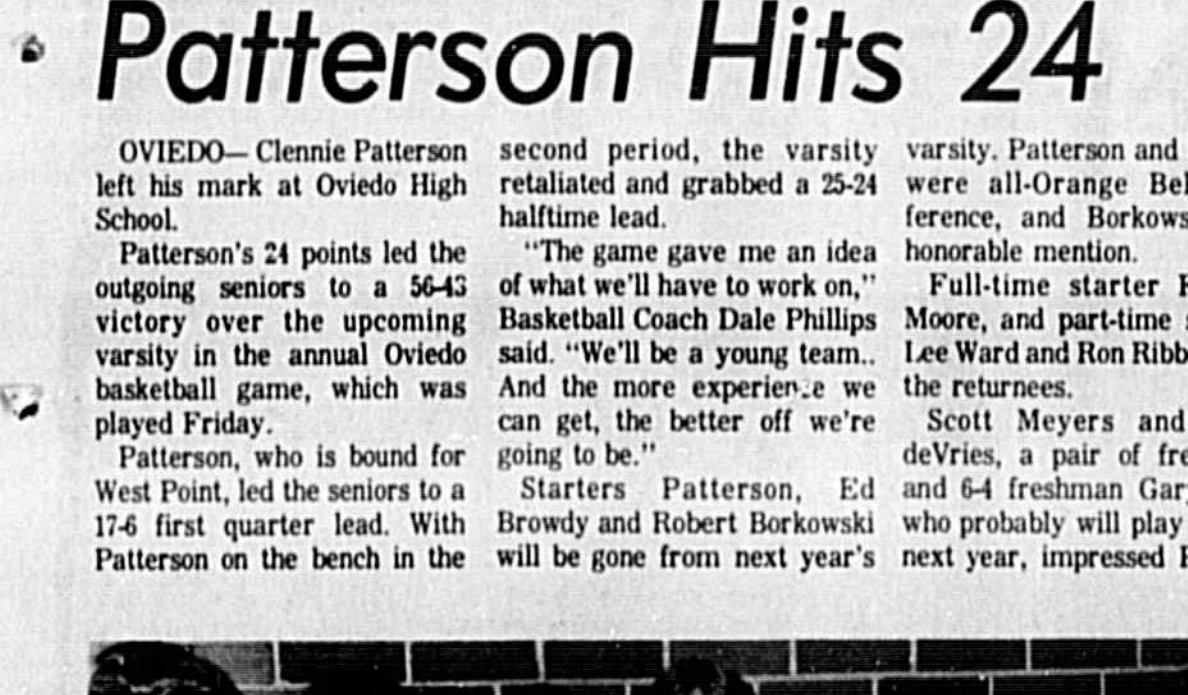 Patterson Hits 24
OVIEDO— Clennie Patterson
left his mark at Oviedo High
School.
Patterson's 24 points led the
outgoing seniors to a 56-43
victory over the upcoming
varsity in the annual Oviedo
basketball game, which was
played Friday.
Patterson, who is bound for
West Point, led the seniors to a
17-6 first quarter lead. With
Patterson on the bench in the
second period, the varsity
retaliated and grabbed a 25-24
halftime lead.
"The game gave me an idea
of what we'll have to work on,"
Basketball Coach Dale Phillips
said. "We'll be a young team..
And the more experience we
can get, the better off we're
going to be."
Starters Patterson, Ed
Browdy and Robert Borkowski
will be gone from next year's
varsity. Patterson and
were all-Orange Bel
ference, and Borkows
honorable mention.
Full-time starter
Moore, and part-time
Lee Ward and Ron Ribb
the returnees.
Scott Meyers and
deVries, a pair of fre
and 6-4 freshman Gar
who probably will play
next year, impressed